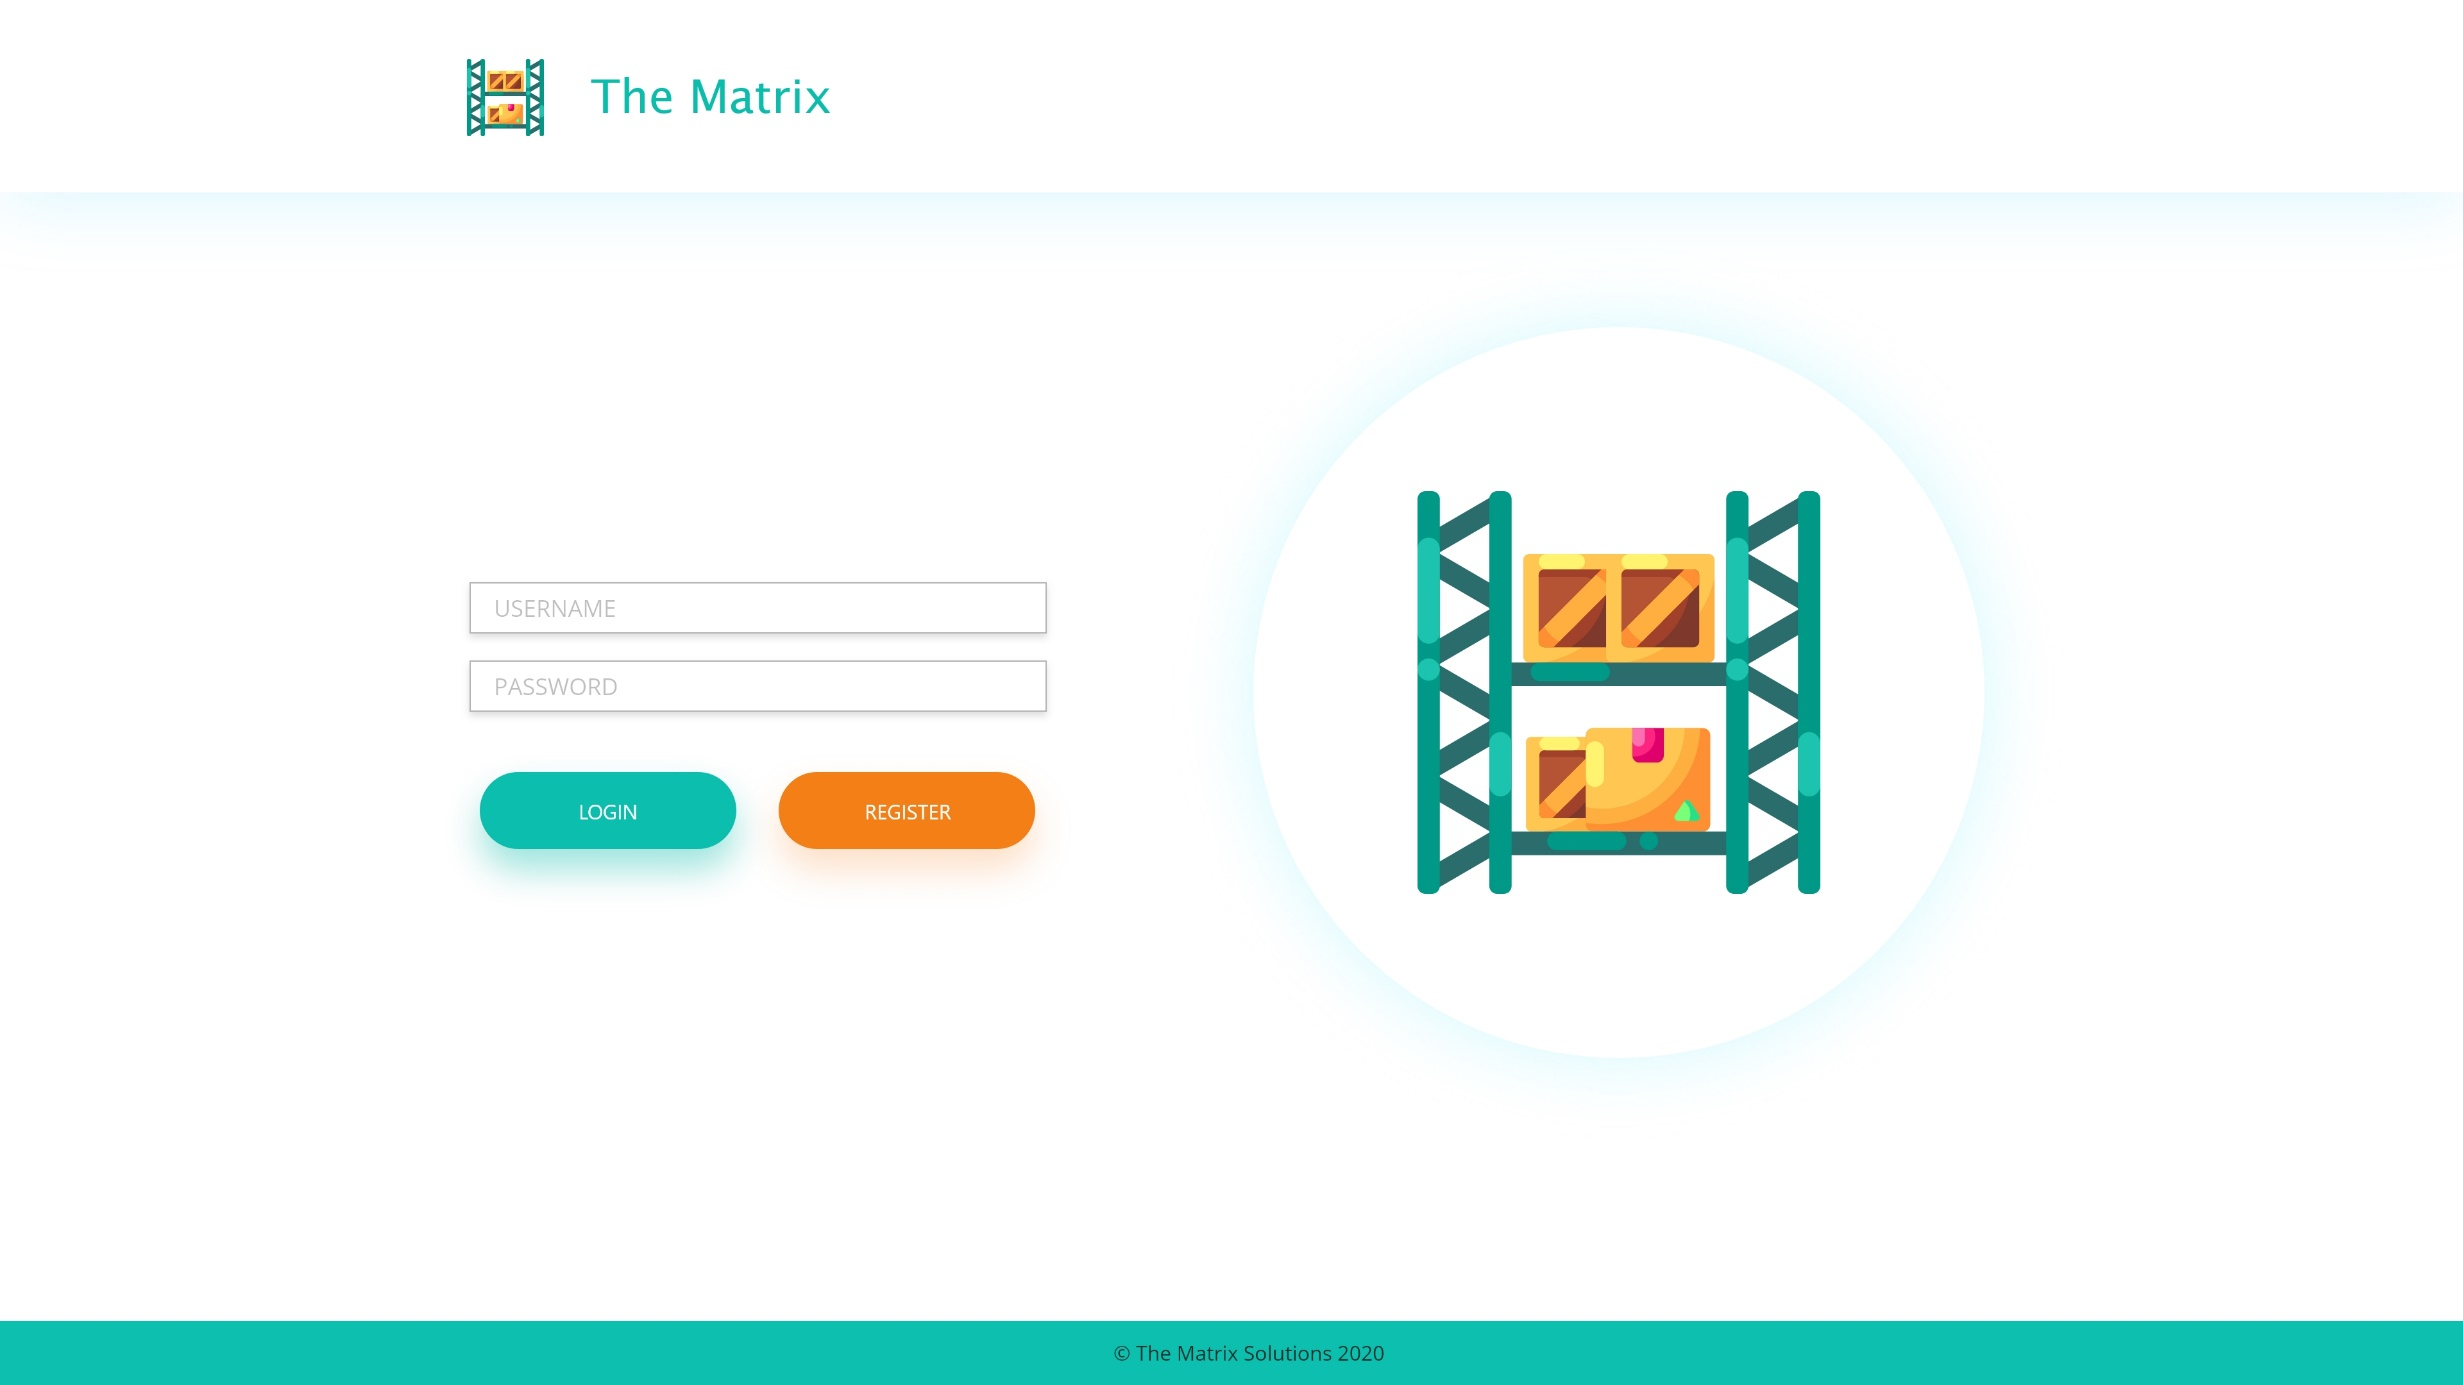 The Matrix
USERNAME
PASSWORD
LOGIN
REGISTER
© The Matrix Solutions 2020